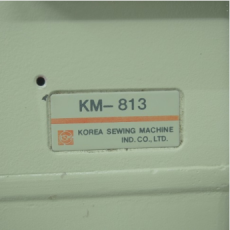 KM-813
KOREA SEWING MACHINE
IND. CO., LTD.